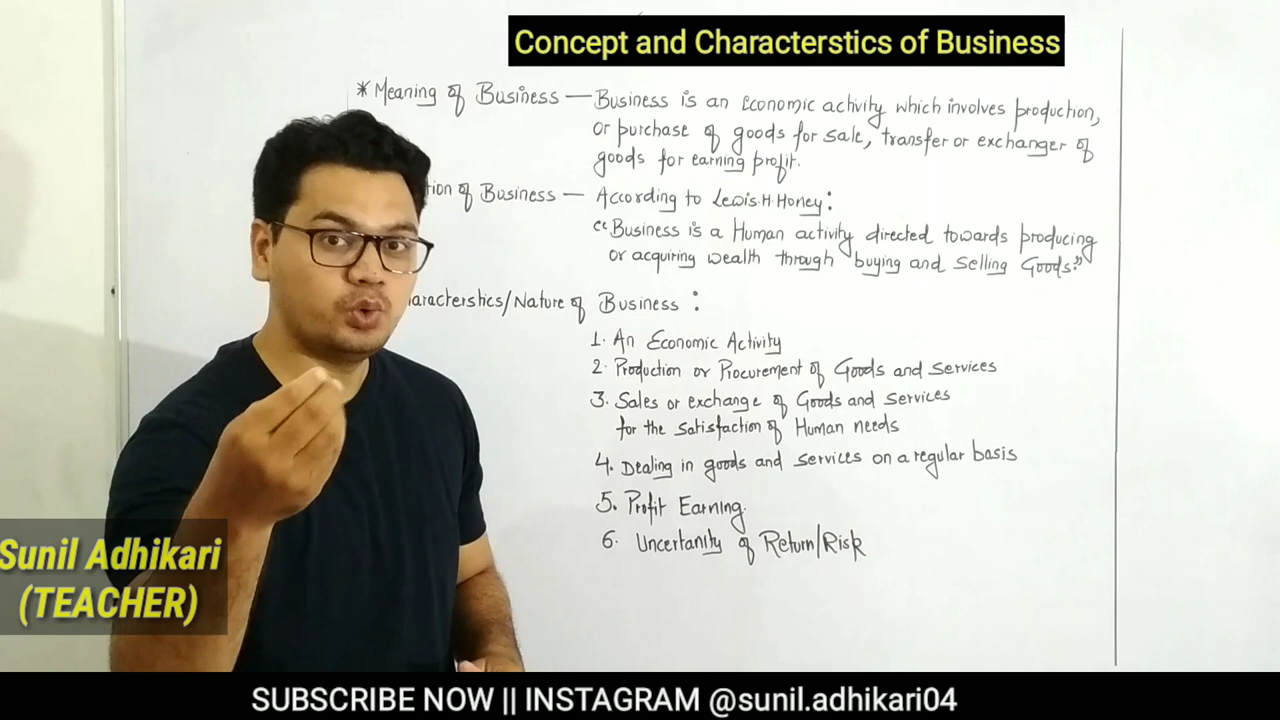 Concept and Characterstics of Business
* Meaning of Business — Business is an Economic activity which involves production,
or purchase of goods for sale, transfer or exchanger of
goods for earning profit.
tion of Business — According to Lewis.H.Honey:
“Business is a Human activity directed towards producing
or acquiring wealth through buying and Selling Goods.”
haracterstics/Nature of Business :
1. An Economic Activity
2. Production or Procurement of Goods and services
3. Sales or exchange of Goods and services
for the satisfaction of Human needs
4. Dealing in goods and services on a regular basis
5. Profit Earning.
6. Uncertanity of Return/Risk
Sunil Adhikari
(TEACHER)
SUBSCRIBE NOW || INSTAGRAM @sunil.adhikari04